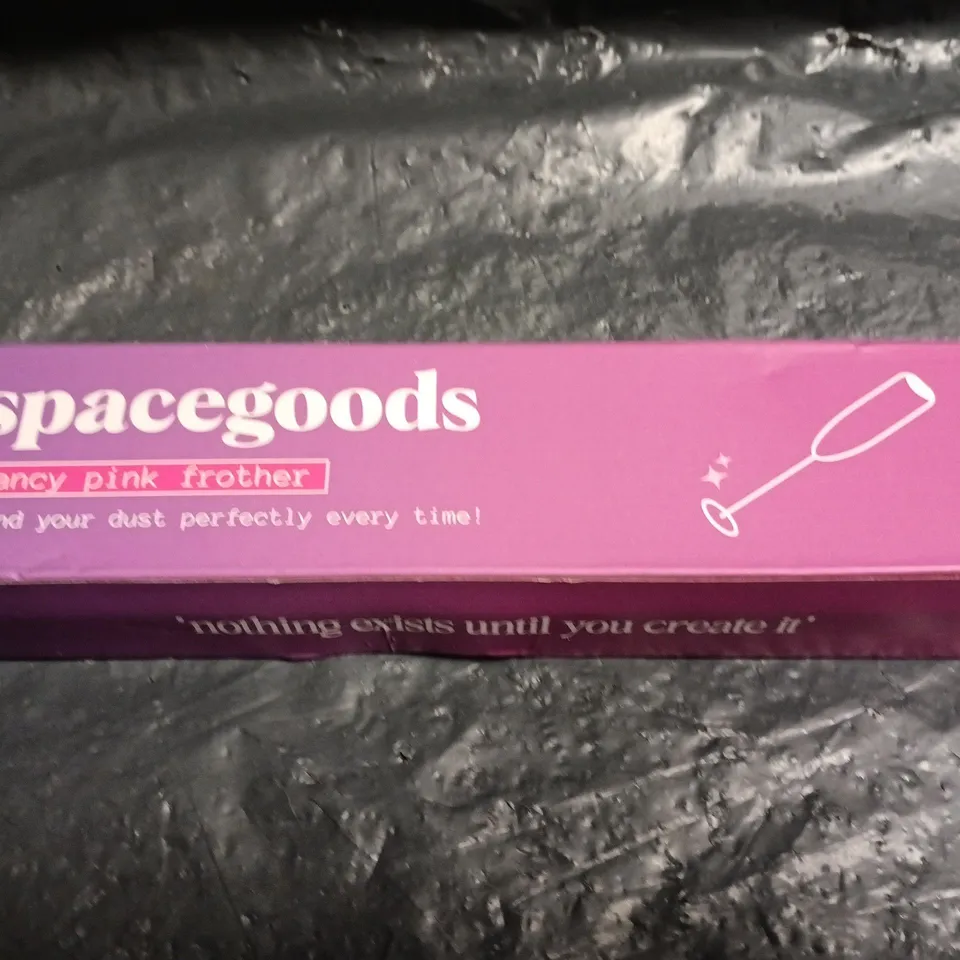 spacegoods
ancy pink frother
nd your dust perfectly every time!
'nothing exists until you create it'